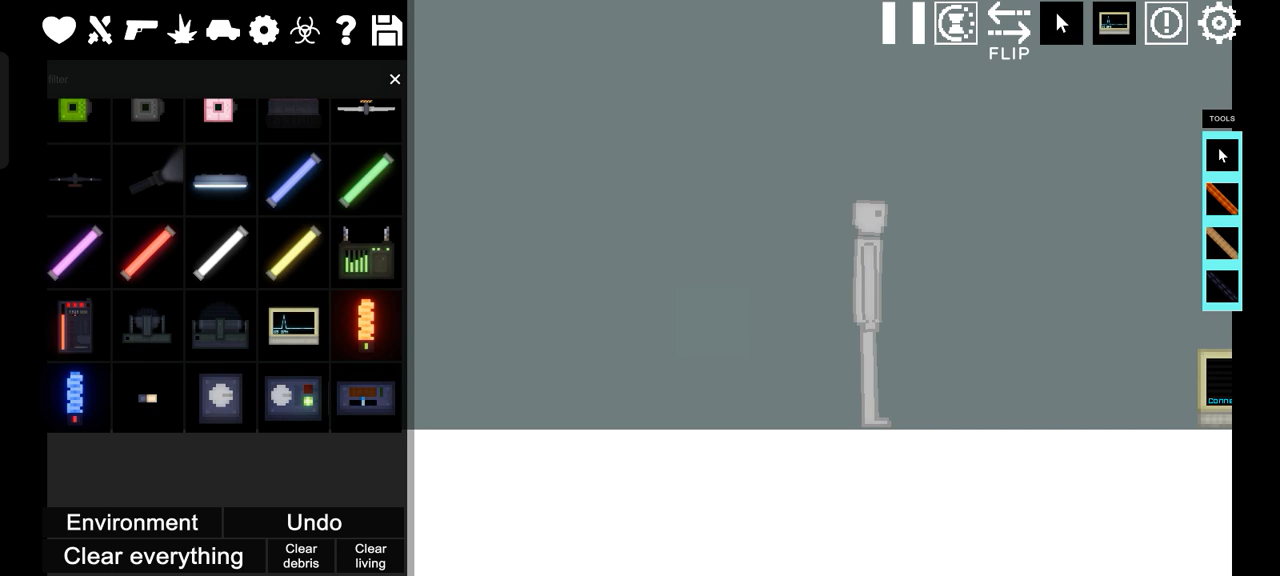 FLIP
filter
TOOLS
Conne
Environment
Undo
Clear everything
Clear
debris
Clear
living